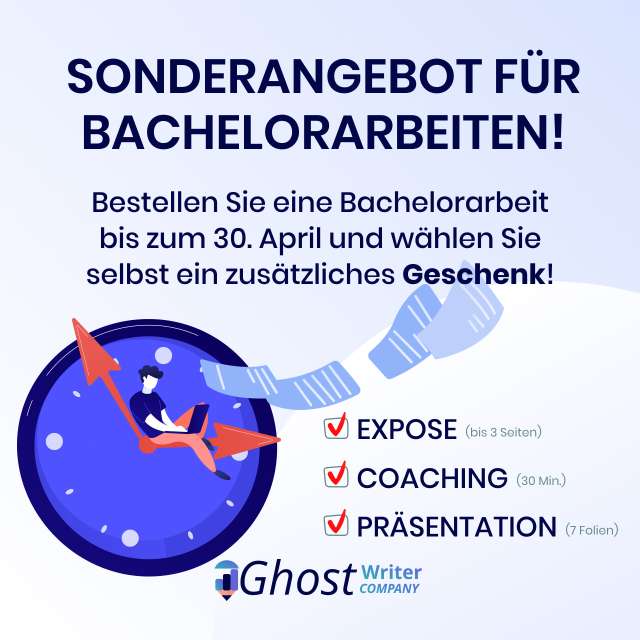 SONDERANGEBOT FÜR
BACHELORARBEITEN!
Bestellen Sie eine Bachelorarbeit
bis zum 30. April und wählen Sie
selbst ein zusätzliches Geschenk!
EXPOSE (bis 3 Seiten)
COACHING (30 Min.)
PRÄSENTATION (7 Folien)
Ghost Writer
COMPANY